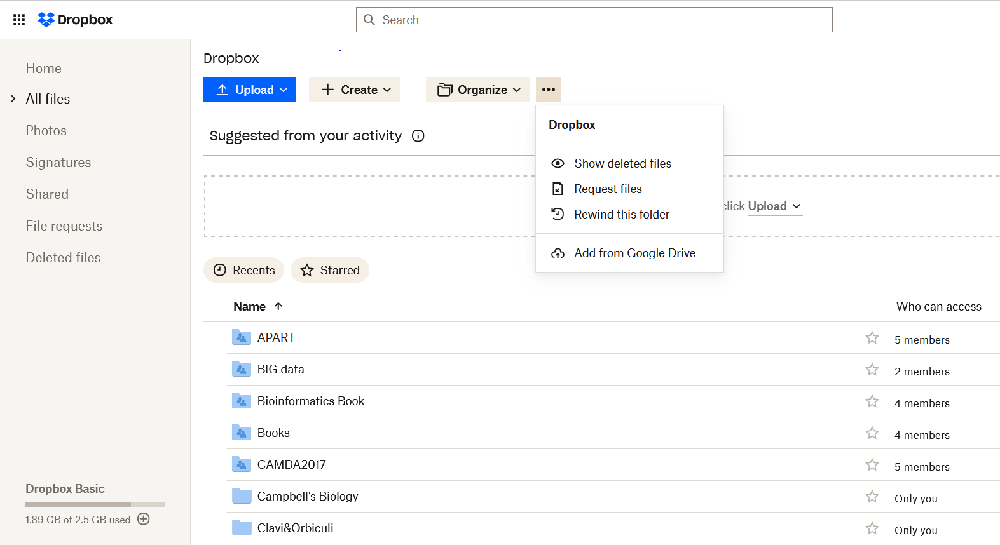 Dropbox
Search
Home
All files
Photos
Signatures
Shared
File requests
Deleted files
Dropbox Basic
1.89 GB of 2.5 GB used
Dropbox
Upload
Create
Organize
Suggested from your activity
Dropbox
Show deleted files
Request files
Rewind this folder
Add from Google Drive
click Upload
Recents
Starred
Name
Who can access
APART 5 members
BIG data 2 members
Bioinformatics Book 4 members
Books 4 members
CAMDA2017 5 members
Campbell's Biology Only you
Clavi&Orbiculi Only you